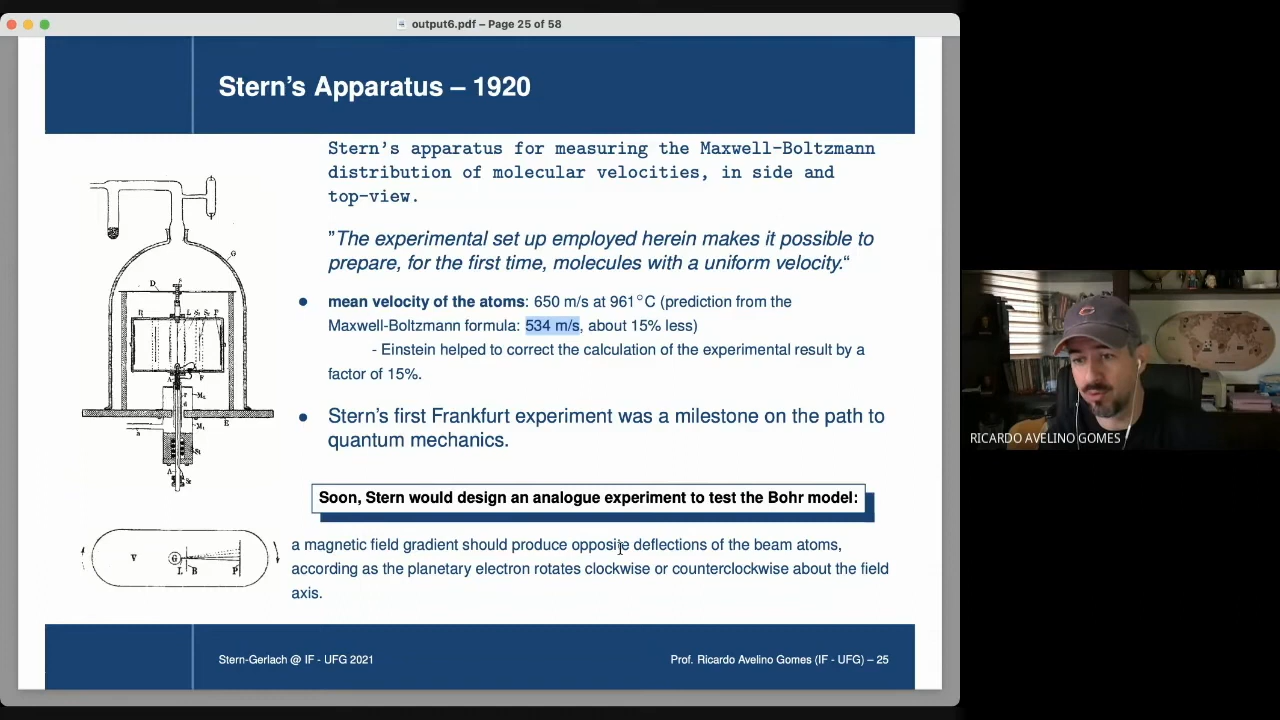 output6.pdf – Page 25 of 58
Stern's Apparatus – 1920
Stern's apparatus for measuring the Maxwell-Boltzmann
distribution of molecular velocities, in side and
top-view.
"The experimental set up employed herein makes it possible to
prepare, for the first time, molecules with a uniform velocity."
● mean velocity of the atoms: 650 m/s at 961°C (prediction from the
Maxwell-Boltzmann formula: 534 m/s, about 15% less)
- Einstein helped to correct the calculation of the experimental result by a
factor of 15%.
● Stern's first Frankfurt experiment was a milestone on the path to
quantum mechanics.
Soon, Stern would design an analogue experiment to test the Bohr model:
a magnetic field gradient should produce opposite deflections of the beam atoms,
according as the planetary electron rotates clockwise or counterclockwise about the field
axis.
G
D
R L S₁ S₂ P
A F
M₂
d
M₁ E
a
St
A
V G
L B P
Stern-Gerlach @ IF - UFG 2021
Prof. Ricardo Avelino Gomes (IF - UFG) – 25
RICARDO AVELINO GOMES